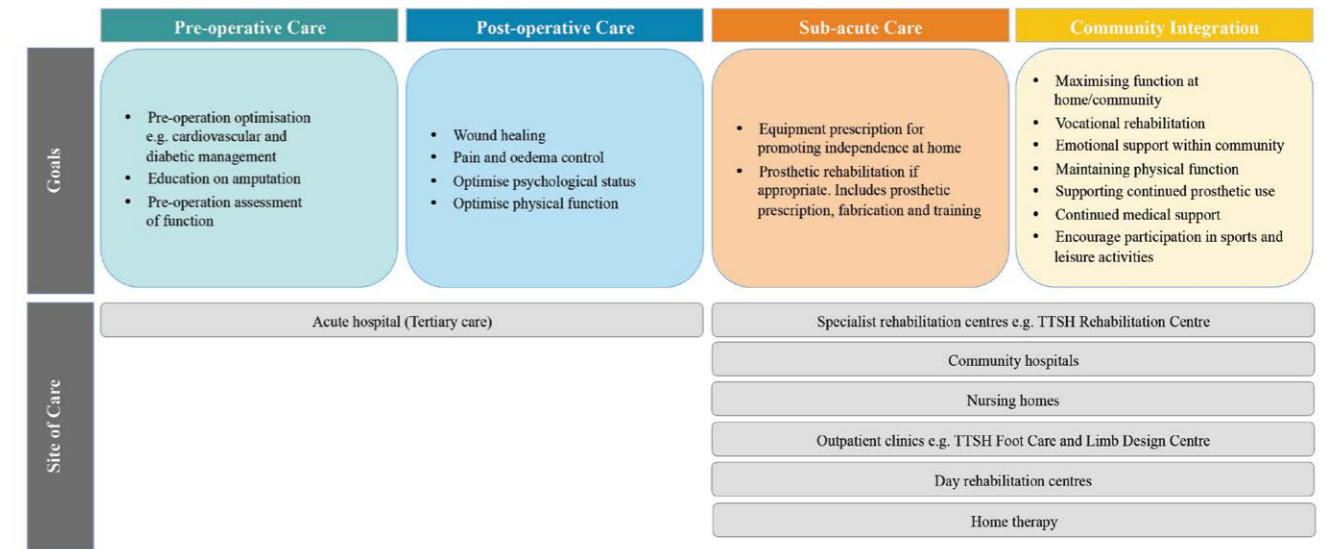 Pre-operative Care
Post-operative Care
Sub-acute Care
Community Integration
Goals
• Pre-operation optimisation
e.g. cardiovascular and
diabetic management
• Education on amputation
• Pre-operation assessment
of function
• Wound healing
• Pain and oedema control
• Optimise psychological status
• Optimise physical function
• Equipment prescription for
promoting independence at home
• Prosthetic rehabilitation if
appropriate. Includes prosthetic
prescription, fabrication and training
• Maximising function at
home/community
• Vocational rehabilitation
• Emotional support within community
• Maintaining physical function
• Supporting continued prosthetic use
• Continued medical support
• Encourage participation in sports and
leisure activities
Site of Care
Acute hospital (Tertiary care)
Specialist rehabilitation centres e.g. TTSH Rehabilitation Centre
Community hospitals
Nursing homes
Outpatient clinics e.g. TTSH Foot Care and Limb Design Centre
Day rehabilitation centres
Home therapy